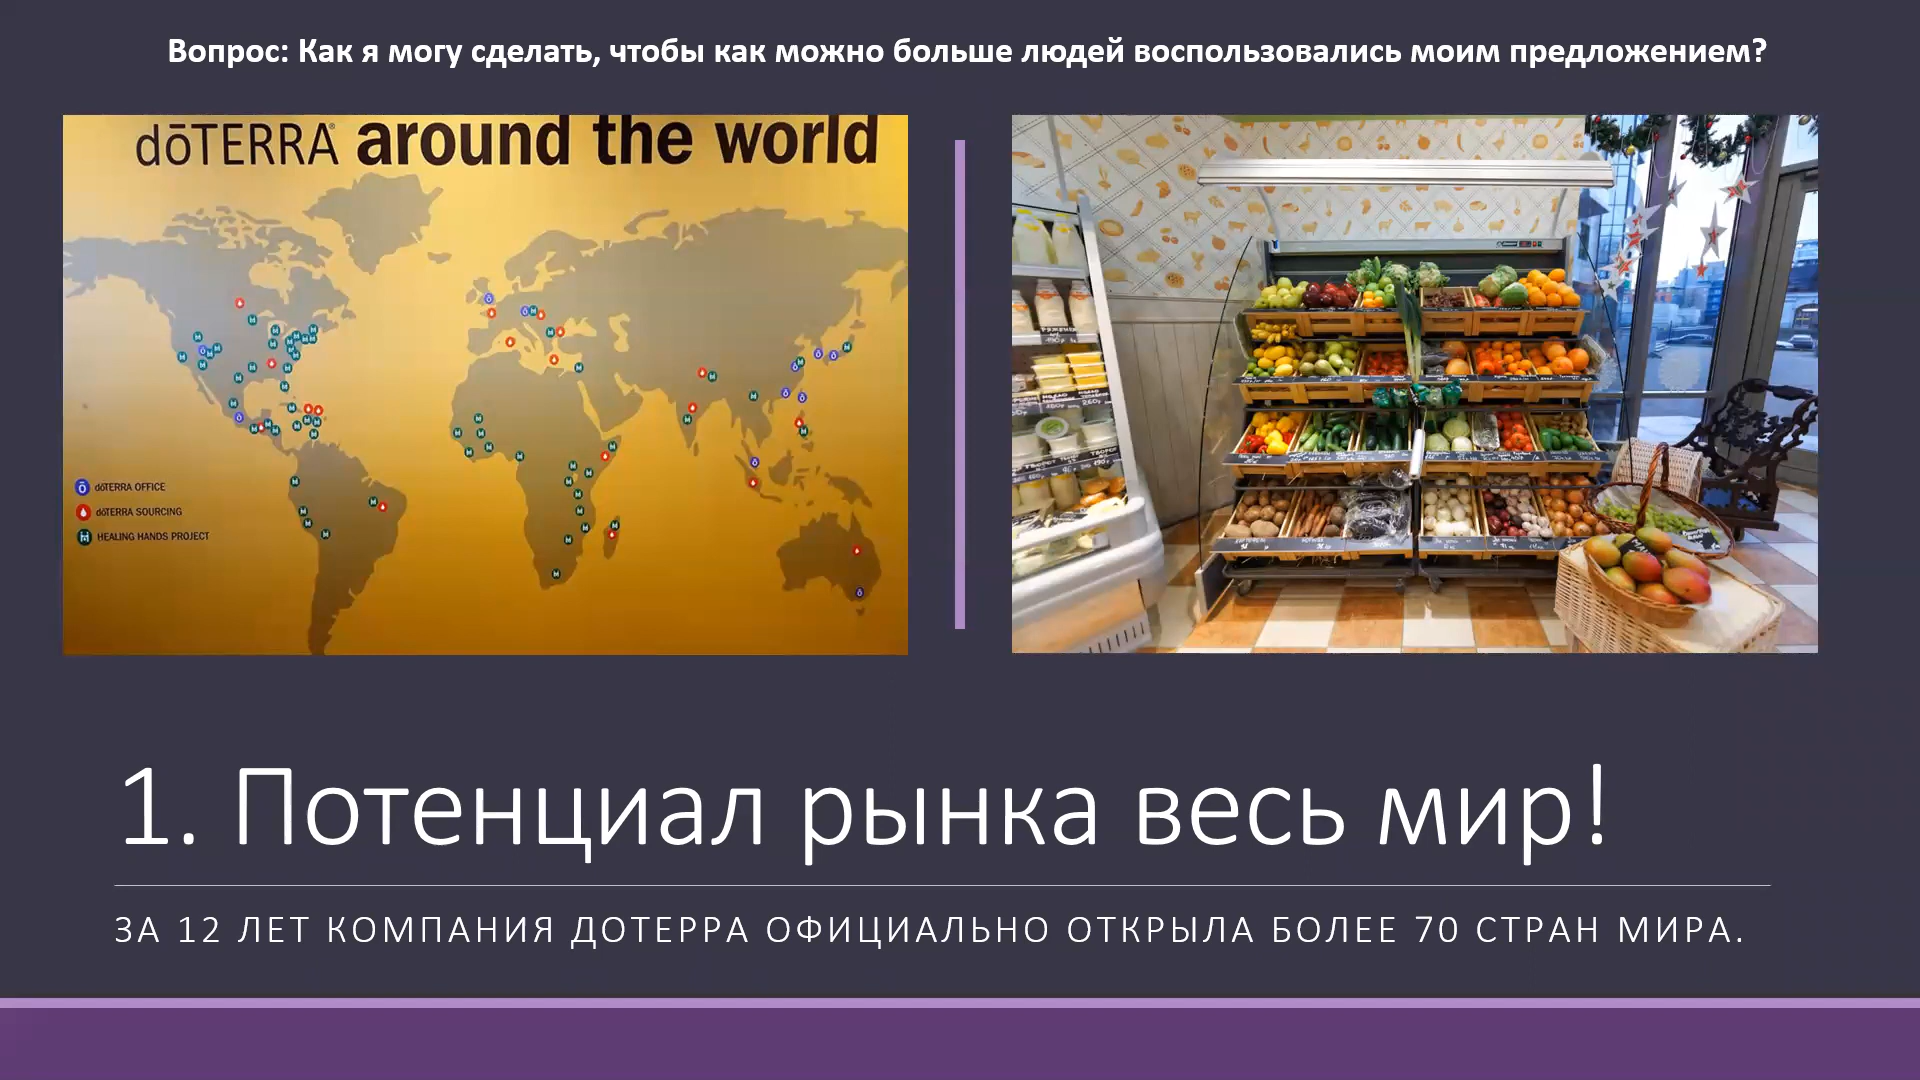 Вопрос: Как я могу сделать, чтобы как можно больше людей воспользовались моим предложением?
dōTERRA® around the world
dōTERRA OFFICE
dōTERRA SOURCING
HEALING HANDS PROJECT
1. Потенциал рынка весь мир!
ЗА 12 ЛЕТ КОМПАНИЯ ДОТЕРРА ОФИЦИАЛЬНО ОТКРЫЛА БОЛЕЕ 70 СТРАН МИРА.